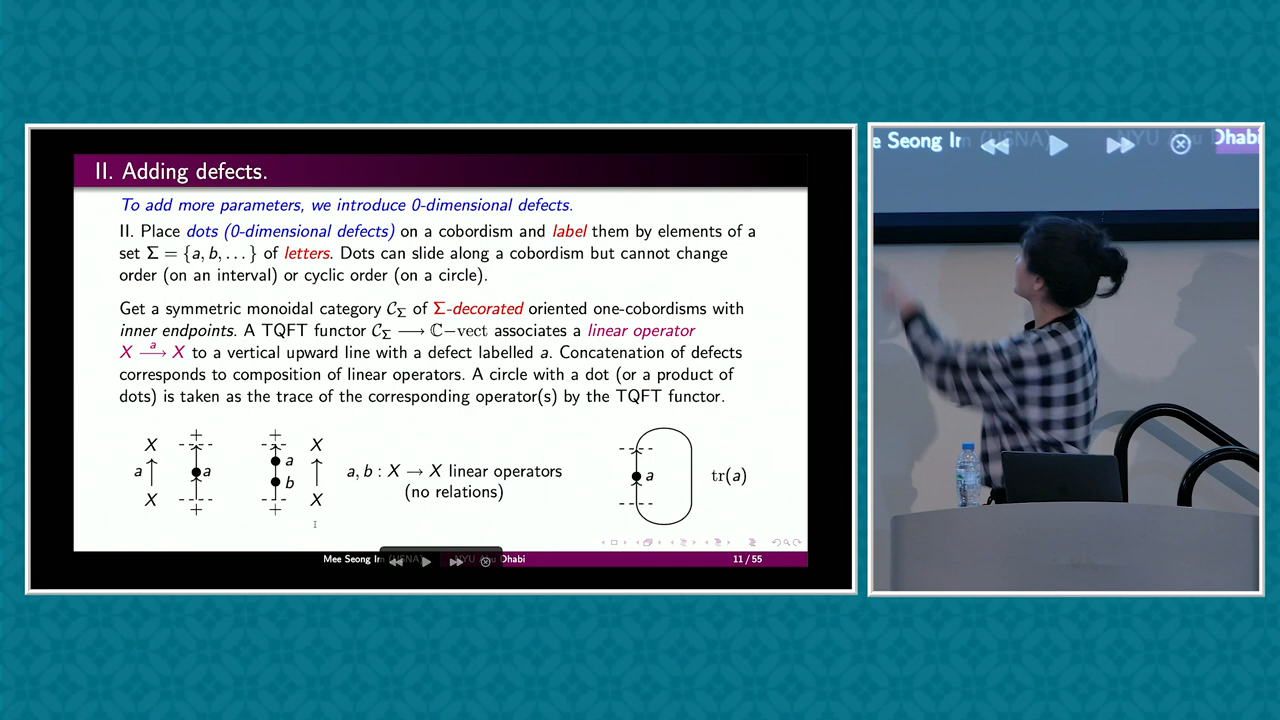 II. Adding defects.
To add more parameters, we introduce 0-dimensional defects.
II. Place dots (0-dimensional defects) on a cobordism and label them by elements of a
set Σ = {a, b, . . . } of letters. Dots can slide along a cobordism but cannot change
order (on an interval) or cyclic order (on a circle).
Get a symmetric monoidal category 𝒞_Σ of Σ-decorated oriented one-cobordisms with
inner endpoints. A TQFT functor 𝒞_Σ ⟶ ℂ−vect associates a linear operator
X —a→ X to a vertical upward line with a defect labelled a. Concatenation of defects
corresponds to composition of linear operators. A circle with a dot (or a product of
dots) is taken as the trace of the corresponding operator(s) by the TQFT functor.
X + + X
a a a b
X + + X
a, b : X → X linear operators
(no relations)
a tr(a)
Mee Seong Im (USNA) NYU Abu Dhabi 11 / 55
e Seong Im (USNA) NYU Abu Dhabi